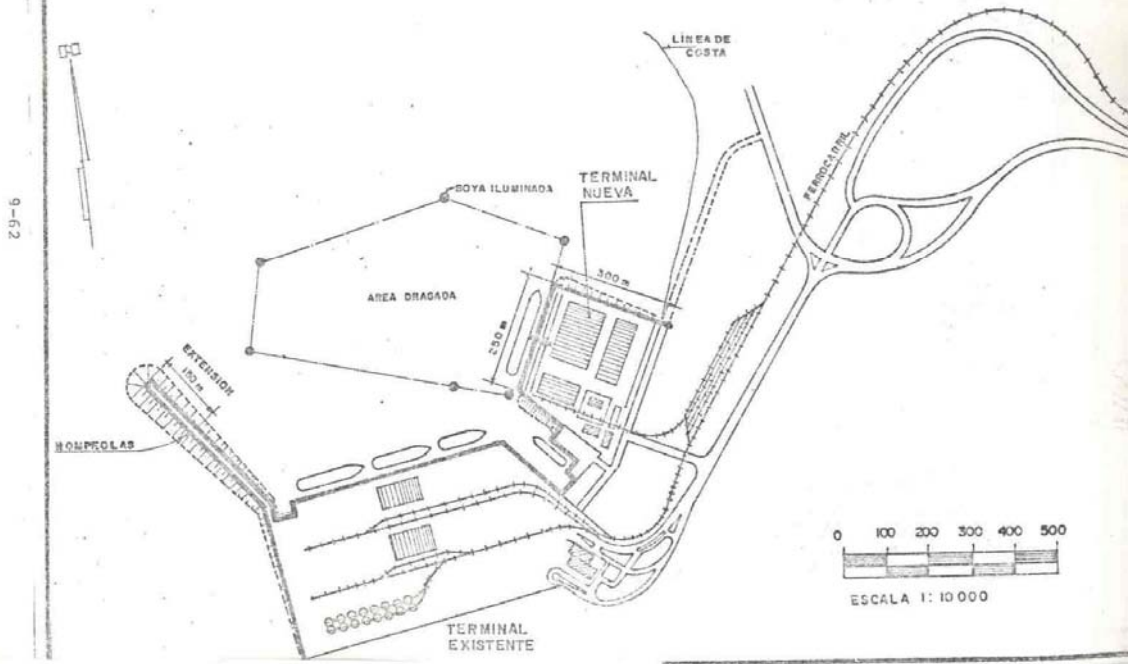 LINEA DE
COSTA
FERROCARRIL
BOYA ILUMINADA
TERMINAL
NUEVA
300 m
AREA DRAGADA
250 m
EXTENSION
100 m
ROMPEOLAS
TERMINAL
EXISTENTE
0 100 200 300 400 500
ESCALA 1:10 000
9-62